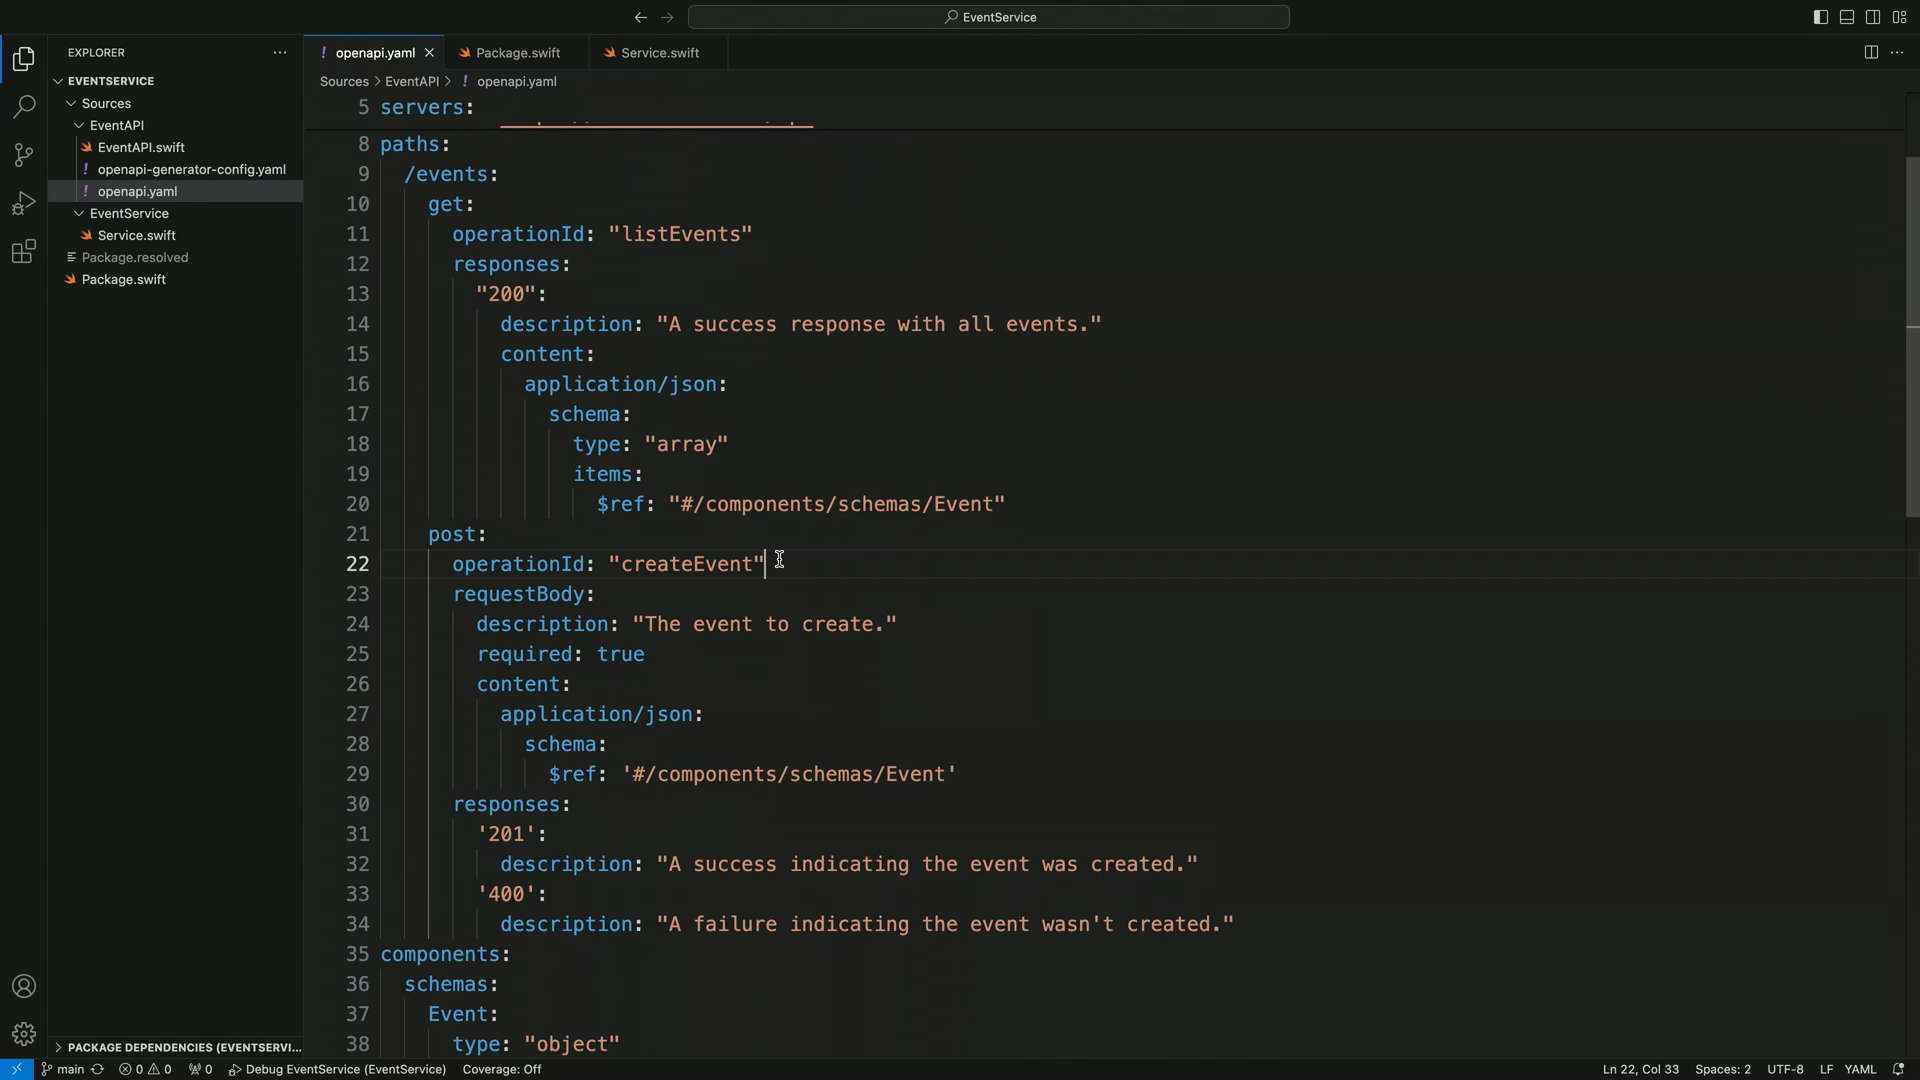 EventService
EXPLORER
EVENTSERVICE
Sources
EventAPI
EventAPI.swift
! openapi-generator-config.yaml
! openapi.yaml
EventService
Service.swift
Package.resolved
Package.swift
PACKAGE DEPENDENCIES (EVENTSERVI...
! openapi.yaml
Package.swift
Service.swift
Sources > EventAPI > ! openapi.yaml
5 servers:
8 paths:
9 /events:
10 get:
11 operationId: "listEvents"
12 responses:
13 "200":
14 description: "A success response with all events."
15 content:
16 application/json:
17 schema:
18 type: "array"
19 items:
20 $ref: "#/components/schemas/Event"
21 post:
22 operationId: "createEvent"
23 requestBody:
24 description: "The event to create."
25 required: true
26 content:
27 application/json:
28 schema:
29 $ref: '#/components/schemas/Event'
30 responses:
31 '201':
32 description: "A success indicating the event was created."
33 '400':
34 description: "A failure indicating the event wasn't created."
35 components:
36 schemas:
37 Event:
38 type: "object"
main 0 0 0 Debug EventService (EventService) Coverage: Off Ln 22, Col 33 Spaces: 2 UTF-8 LF YAML